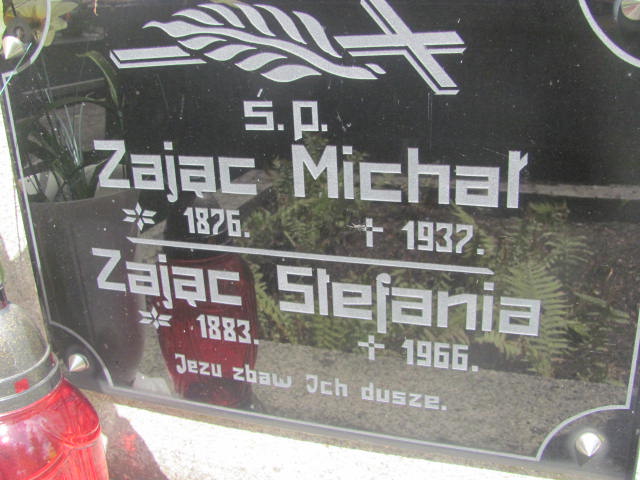 ś.p.
Zając Michał
1876. 1937.
Zając Stefania
1883. 1966.
Jezu zbaw Ich dusze.